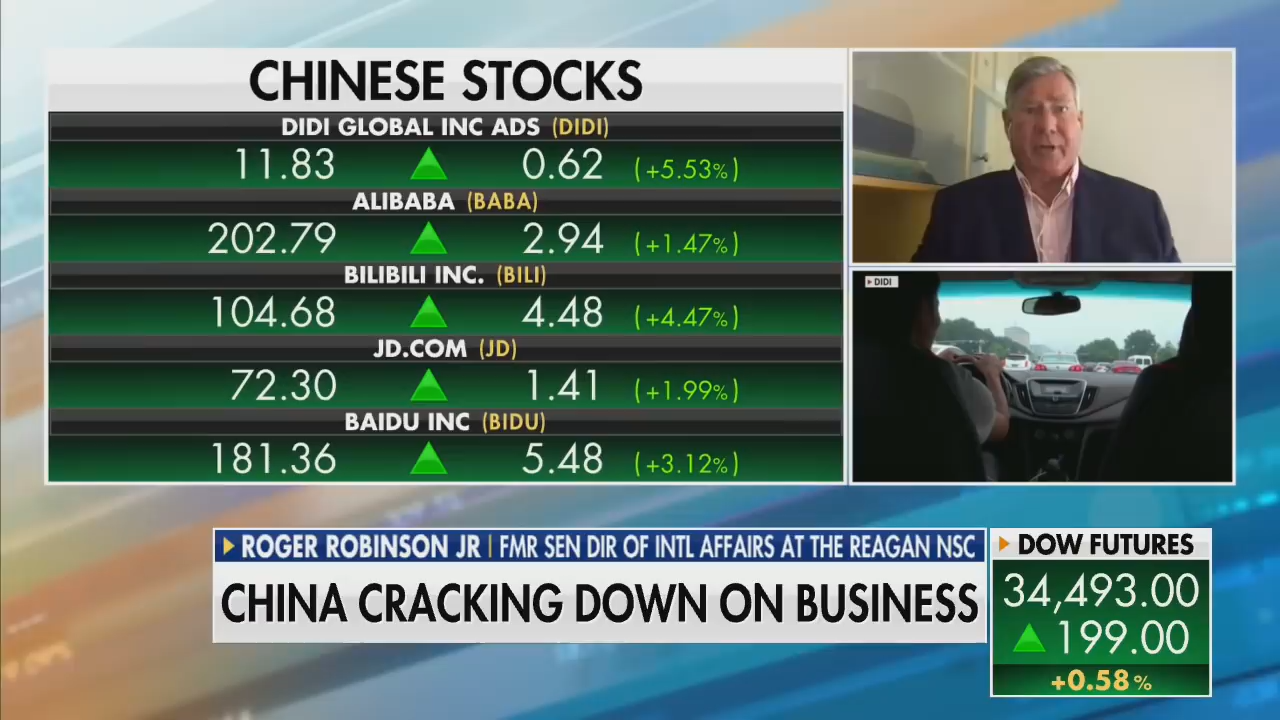 CHINESE STOCKS
DIDI GLOBAL INC ADS (DIDI)
11.83 ▲ 0.62 (+5.53%)
ALIBABA (BABA)
202.79 ▲ 2.94 (+1.47%)
BILIBILI INC. (BILI)
104.68 ▲ 4.48 (+4.47%)
JD.COM (JD)
72.30 ▲ 1.41 (+1.99%)
BAIDU INC (BIDU)
181.36 ▲ 5.48 (+3.12%)
DIDI
ROGER ROBINSON JR | FMR SEN DIR OF INTL AFFAIRS AT THE REAGAN NSC
CHINA CRACKING DOWN ON BUSINESS
DOW FUTURES
34,493.00
▲ 199.00
+0.58%